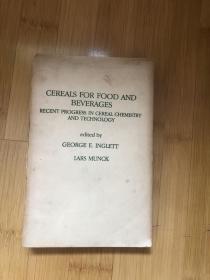 CEREALS FOR FOOD AND
BEVERAGES
RECENT PROGRESS IN CEREAL CHEMISTRY
AND TECHNOLOGY
edited by
GEORGE E. INGLETT
LARS MUNCK